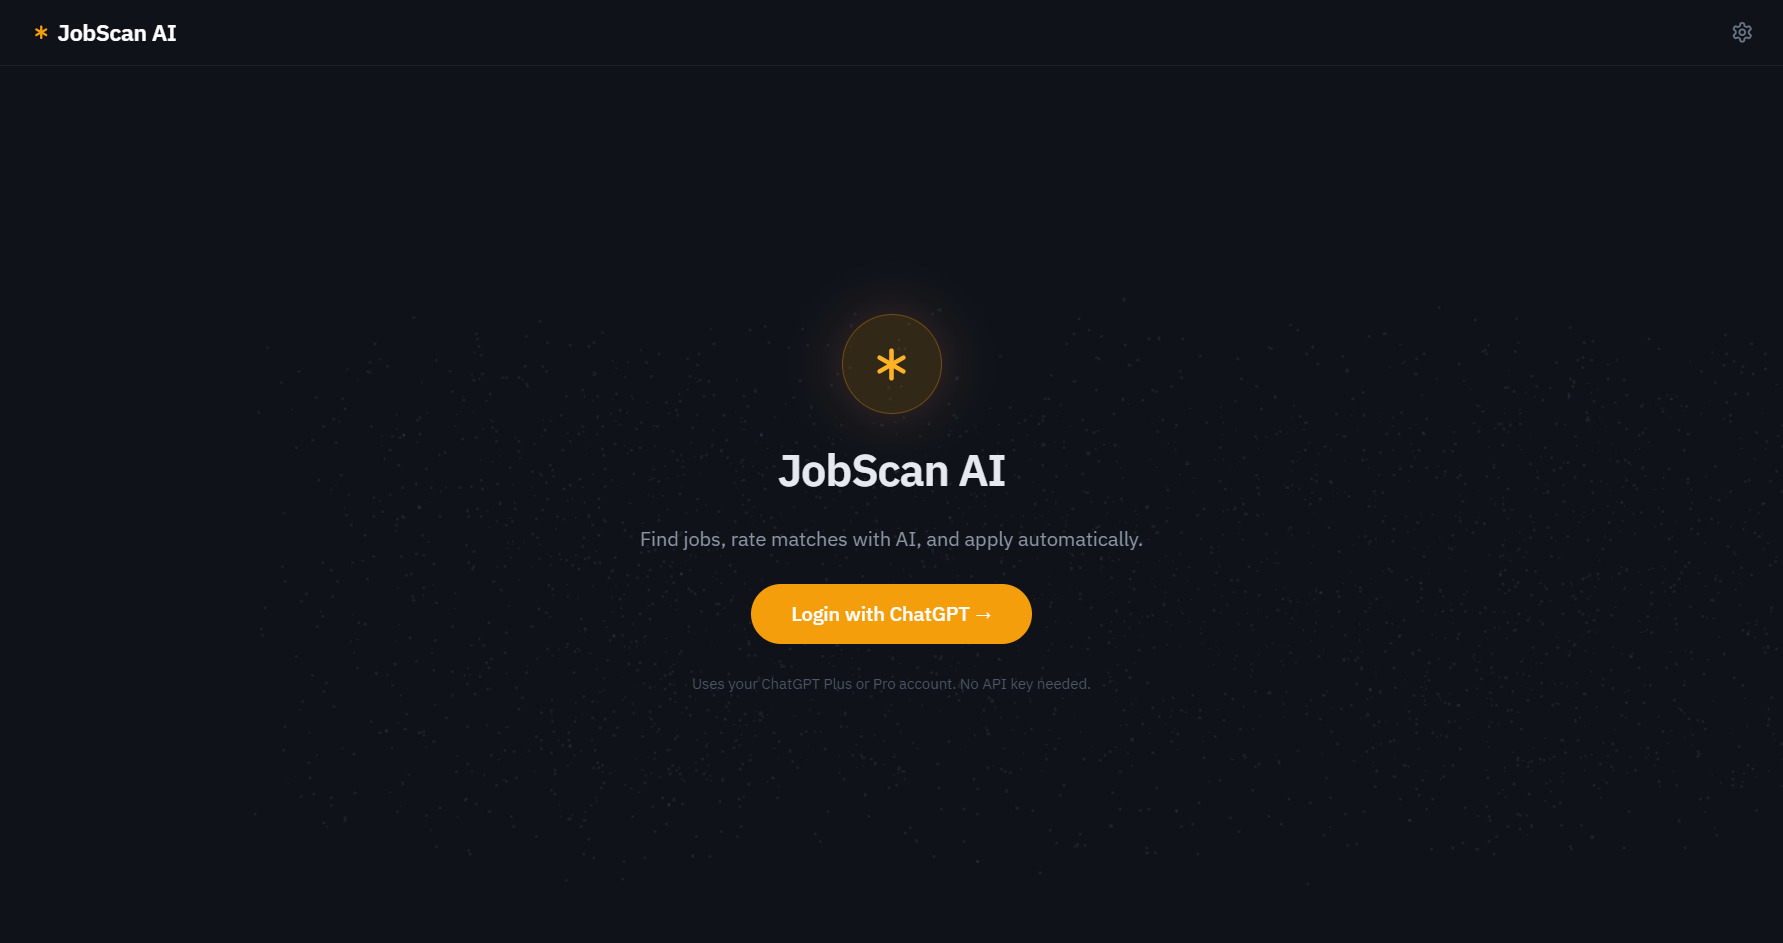 JobScan AI
JobScan AI
Find jobs, rate matches with AI, and apply automatically.
Login with ChatGPT →
Uses your ChatGPT Plus or Pro account. No API key needed.